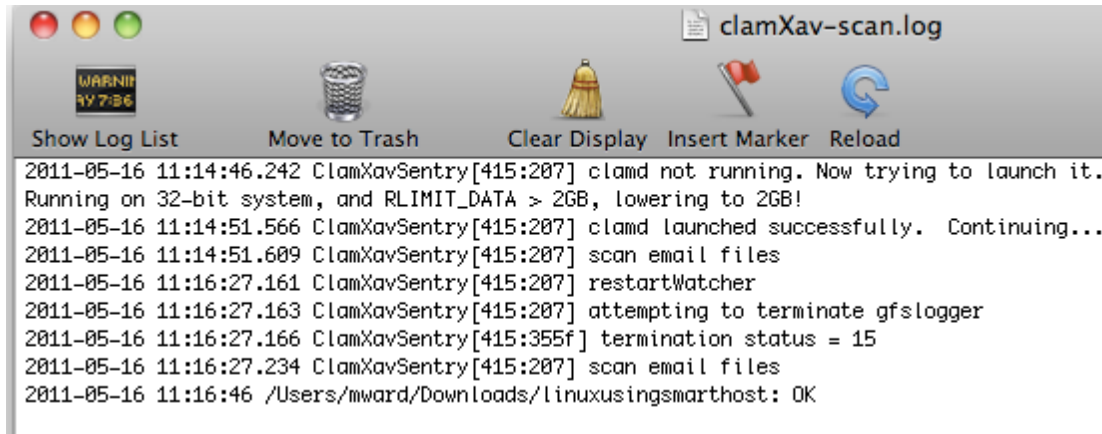 clamXav-scan.log
WARNIN
AY 7:36
Show Log List Move to Trash Clear Display Insert Marker Reload
2011-05-16 11:14:46.242 ClamXavSentry[415:207] clamd not running. Now trying to launch it.
Running on 32-bit system, and RLIMIT_DATA > 2GB, lowering to 2GB!
2011-05-16 11:14:51.566 ClamXavSentry[415:207] clamd launched successfully.  Continuing...
2011-05-16 11:14:51.609 ClamXavSentry[415:207] scan email files
2011-05-16 11:16:27.161 ClamXavSentry[415:207] restartWatcher
2011-05-16 11:16:27.163 ClamXavSentry[415:207] attempting to terminate gfslogger
2011-05-16 11:16:27.166 ClamXavSentry[415:355f] termination status = 15
2011-05-16 11:16:27.234 ClamXavSentry[415:207] scan email files
2011-05-16 11:16:46 /Users/mward/Downloads/linuxusingsmarthost: OK